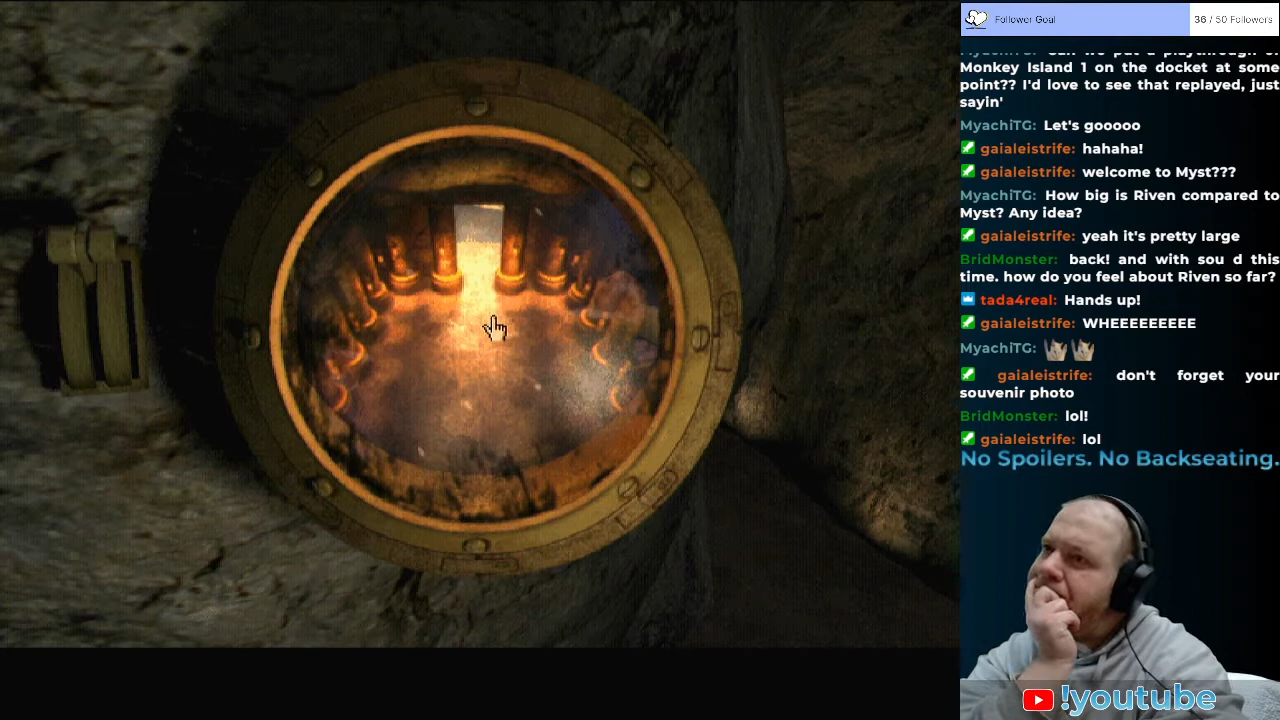 Follower Goal
36 / 50 Followers
Monkey Island 1 on the docket at some
point?? I'd love to see that replayed, just
sayin'
MyachiTG: Let's gooooo
gaialeistrife: hahaha!
gaialeistrife: welcome to Myst???
MyachiTG: How big is Riven compared to
Myst? Any idea?
gaialeistrife: yeah it's pretty large
BridMonster: back! and with sou d this
time. how do you feel about Riven so far?
tada4real: Hands up!
gaialeistrife: WHEEEEEEEEE
MyachiTG:
gaialeistrife: don't forget your
souvenir photo
BridMonster: lol!
gaialeistrife: lol
No Spoilers. No Backseating.
!youtube